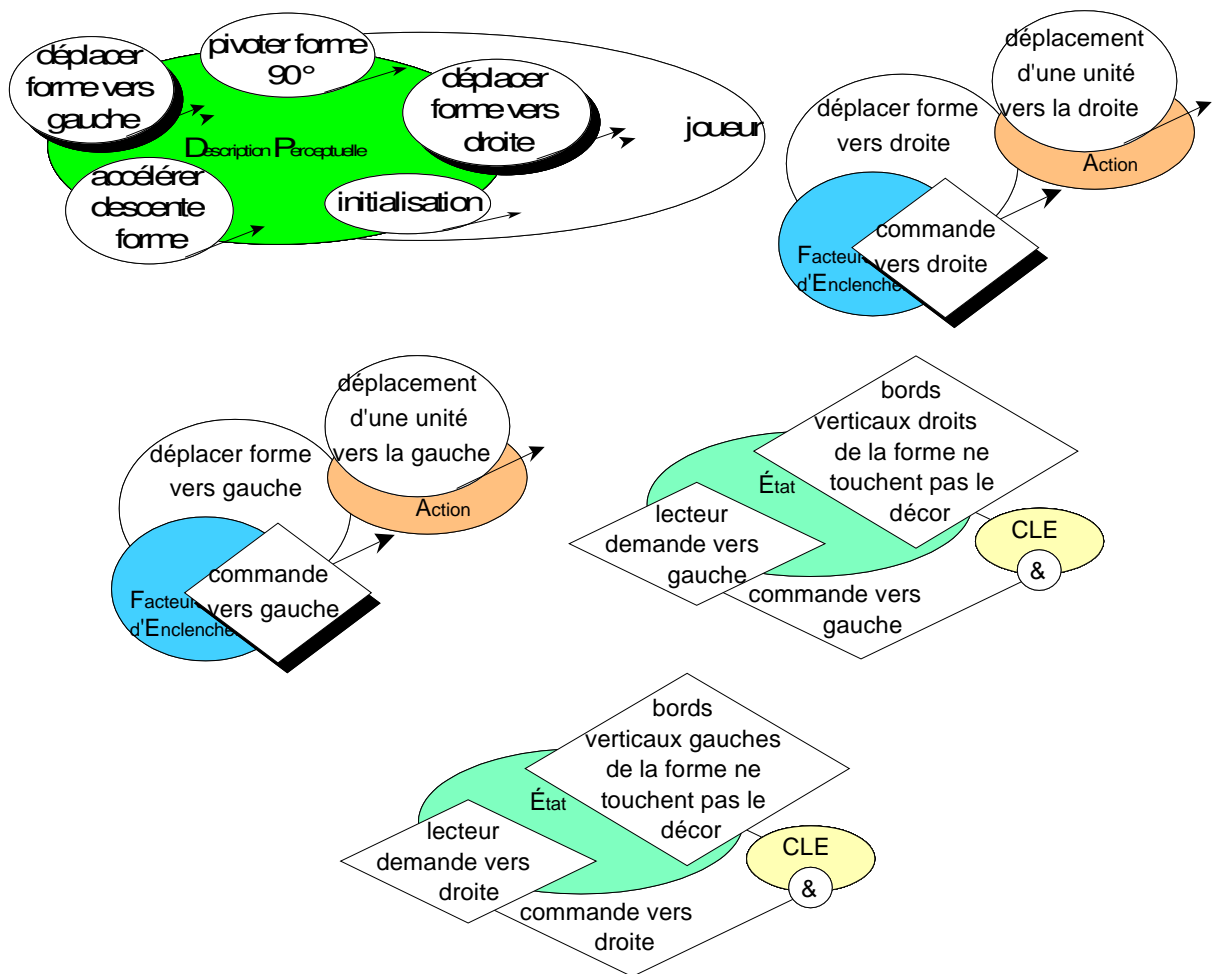 déplacer
forme vers
gauche
pivoter forme
90°
déplacer
forme vers
droite
joueur
Description Perceptuelle
accélérer
descente
forme
initialisation
déplacement
d'une unité
vers la droite
déplacer forme
vers droite
Action
commande
vers droite
Facteur
d'Enclenche
déplacement
d'une unité
vers la gauche
déplacer forme
vers gauche
Action
commande
vers gauche
Facteur
d'Enclenche
bords
verticaux droits
de la forme ne
touchent pas le
décor
État
lecteur
demande vers
gauche
CLE
&
commande vers
gauche
bords
verticaux gauches
de la forme ne
touchent pas le
décor
État
lecteur
demande vers
droite
CLE
&
commande vers
droite